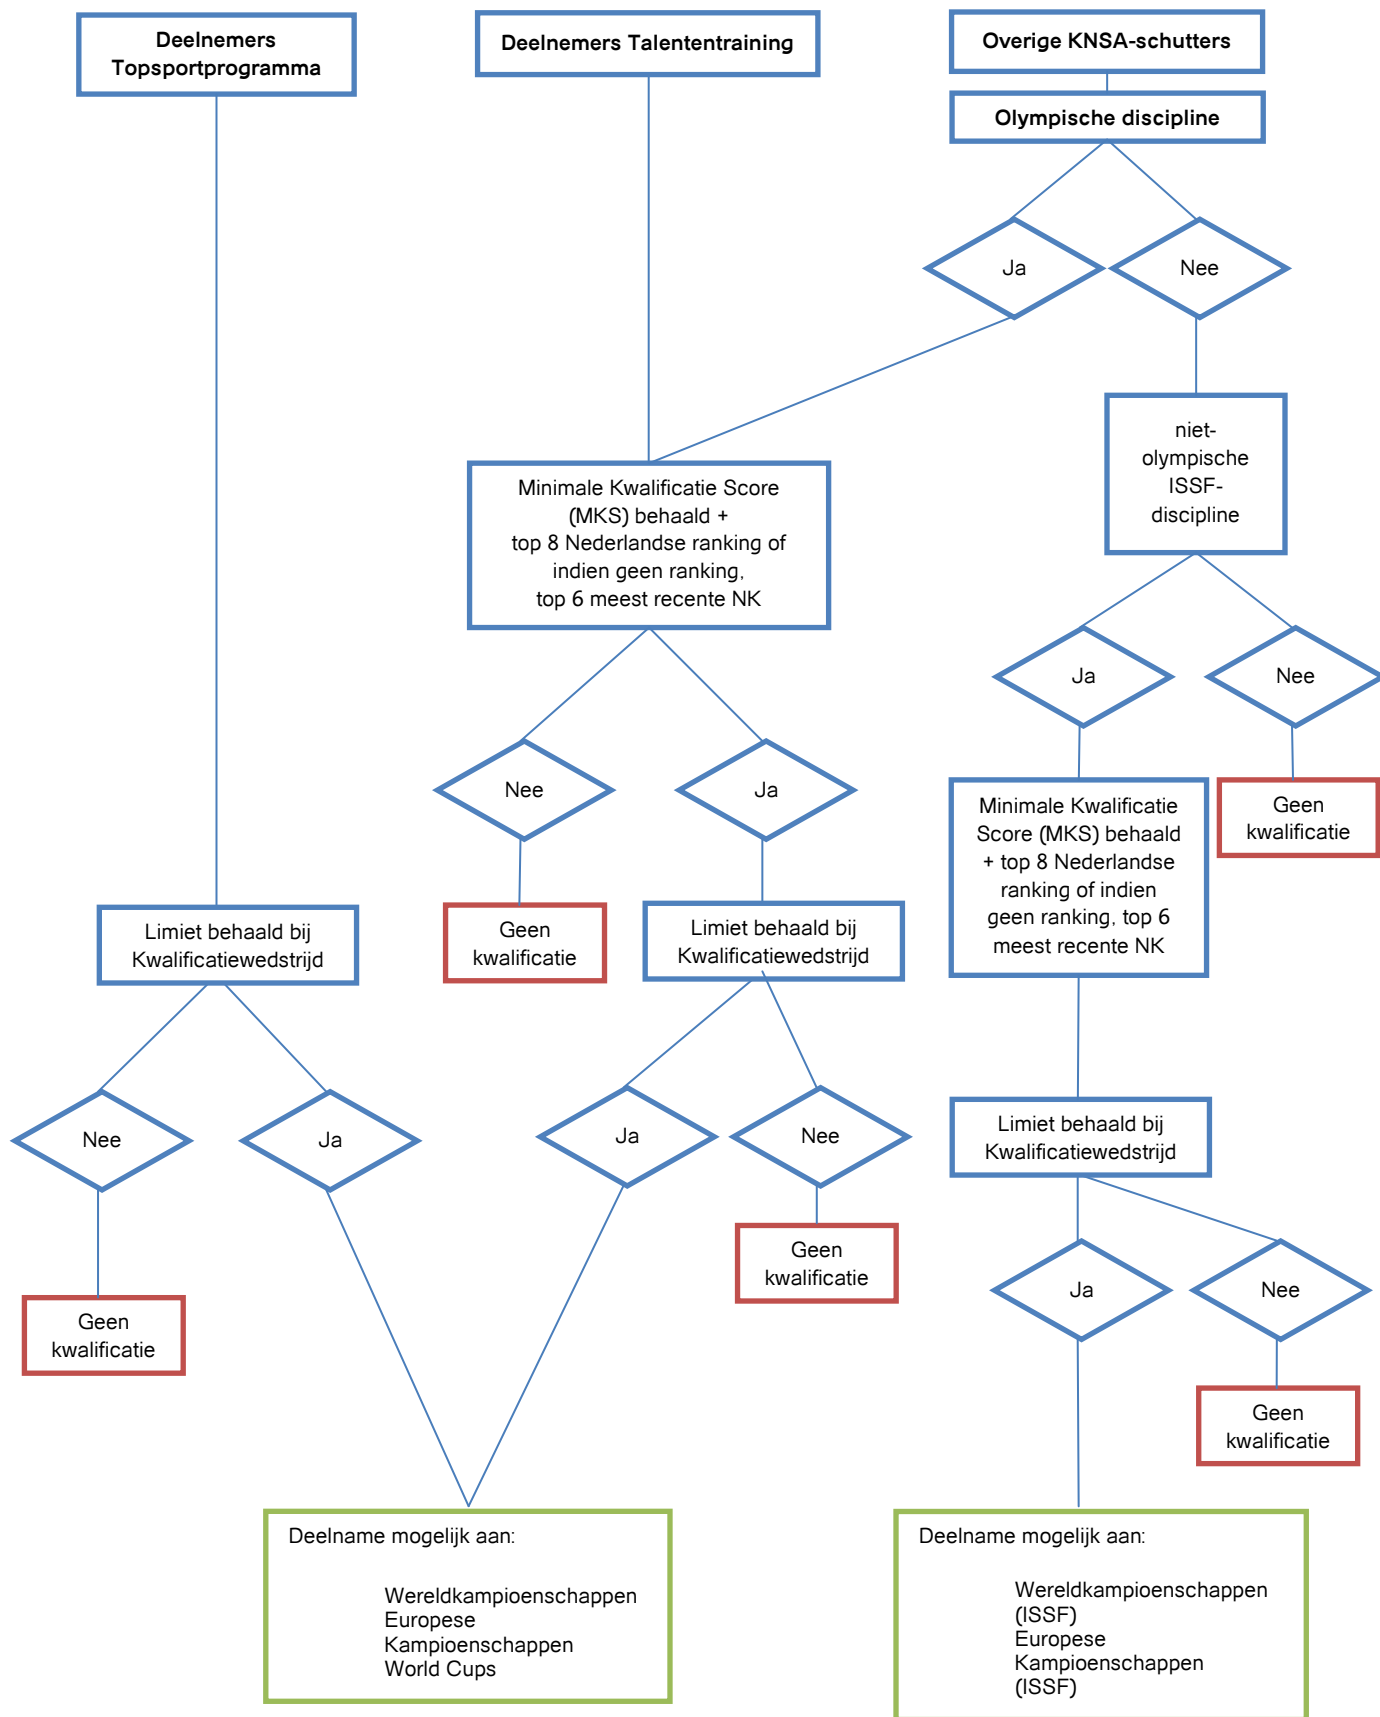 Deelnemers
Topsportprogramma
Deelnemers Talententraining
Overige KNSA-schutters
Olympische discipline
Ja
Nee
niet-
olympische
ISSF-
discipline
Minimale Kwalificatie Score
(MKS) behaald +
top 8 Nederlandse ranking of
indien geen ranking,
top 6 meest recente NK
Ja
Nee
Nee
Ja
Minimale Kwalificatie
Score (MKS) behaald
+ top 8 Nederlandse
ranking of indien
geen ranking, top 6
meest recente NK
Geen
kwalificatie
Limiet behaald bij
Kwalificatiewedstrijd
Geen
kwalificatie
Limiet behaald bij
Kwalificatiewedstrijd
Nee
Ja
Ja
Nee
Limiet behaald bij
Kwalificatiewedstrijd
Geen
kwalificatie
Ja
Nee
Geen
kwalificatie
Geen
kwalificatie
Deelname mogelijk aan:
Wereldkampioenschappen
Europese
Kampioenschappen
World Cups
Deelname mogelijk aan:
Wereldkampioenschappen
(ISSF)
Europese
Kampioenschappen
(ISSF)